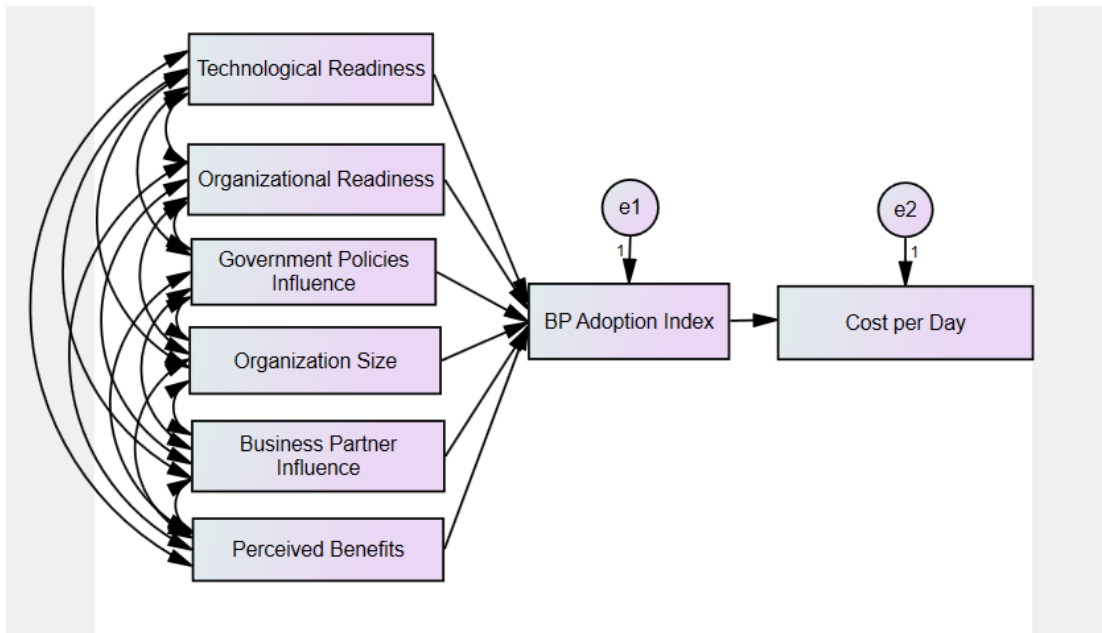 Technological Readiness
Organizational Readiness
Government Policies
Influence
Organization Size
Business Partner
Influence
Perceived Benefits
e1
1
BP Adoption Index
e2
1
Cost per Day